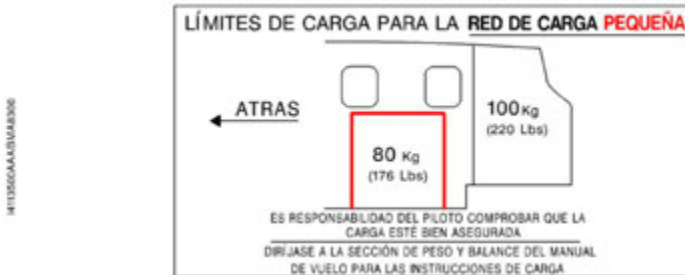 LÍMITES DE CARGA PARA LA RED DE CARGA PEQUEÑA
ATRAS
100 Kg
(220 Lbs)
80 Kg
(176 Lbs)
ES RESPONSABILIDAD DEL PILOTO COMPROBAR QUE LA
CARGA ESTÉ BIEN ASEGURADA
DIRÍJASE A LA SECCIÓN DE PESO Y BALANCE DEL MANUAL
DE VUELO PARA LAS INSTRUCCIONES DE CARGA